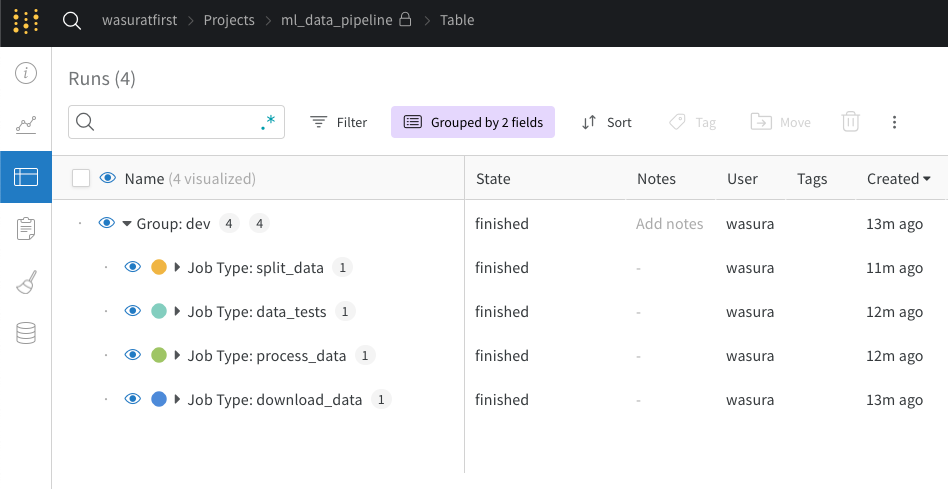 wasuratfirst > Projects > ml_data_pipeline > Table
Runs (4)
.* Filter Grouped by 2 fields Sort Tag Move
Name (4 visualized) State Notes User Tags Created
Group: dev 4 4 finished Add notes wasura 13m ago
Job Type: split_data 1 finished - wasura 11m ago
Job Type: data_tests 1 finished - wasura 12m ago
Job Type: process_data 1 finished - wasura 12m ago
Job Type: download_data 1 finished - wasura 13m ago